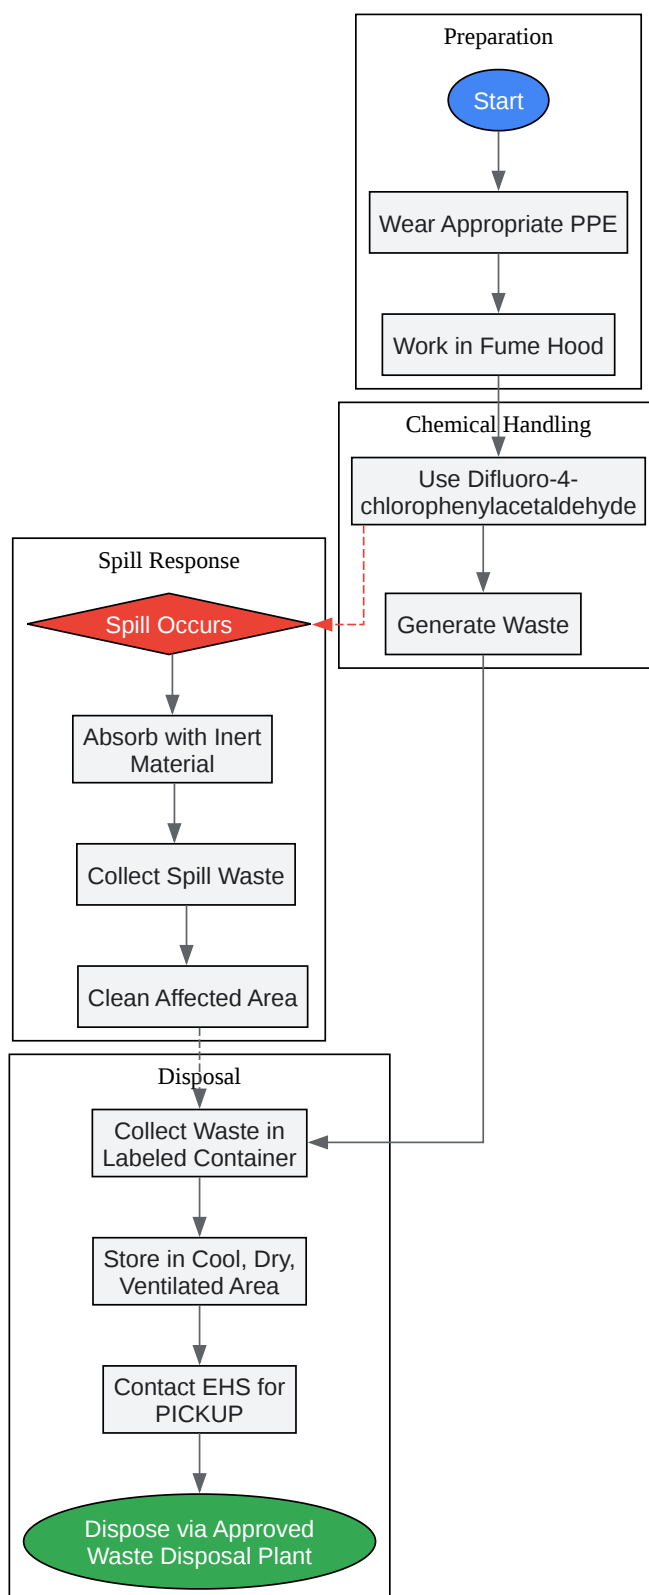 Preparation
Start
Wear Appropriate PPE
Work in Fume Hood
Chemical Handling
Use Difluoro-4-
chlorophenylacetaldehyde
Generate Waste
Spill Response
Spill Occurs
Absorb with Inert
Material
Collect Spill Waste
Clean Affected Area
Disposal
Collect Waste in
Labeled Container
Store in Cool, Dry,
Ventilated Area
Contact EHS for
PICKUP
Dispose via Approved
Waste Disposal Plant